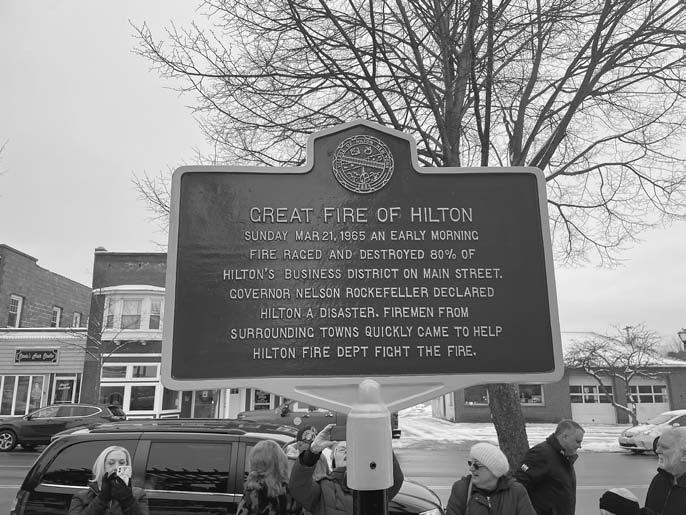 GREAT FIRE OF HILTON
SUNDAY MAR.21, 1965 AN EARLY MORNING
FIRE RAGED AND DESTROYED 80% OF
HILTON'S BUSINESS DISTRICT ON MAIN STREET.
GOVERNOR NELSON ROCKEFELLER DECLARED
HILTON A DISASTER. FIREMEN FROM
SURROUNDING TOWNS QUICKLY CAME TO HELP
HILTON FIRE DEPT FIGHT THE FIRE.